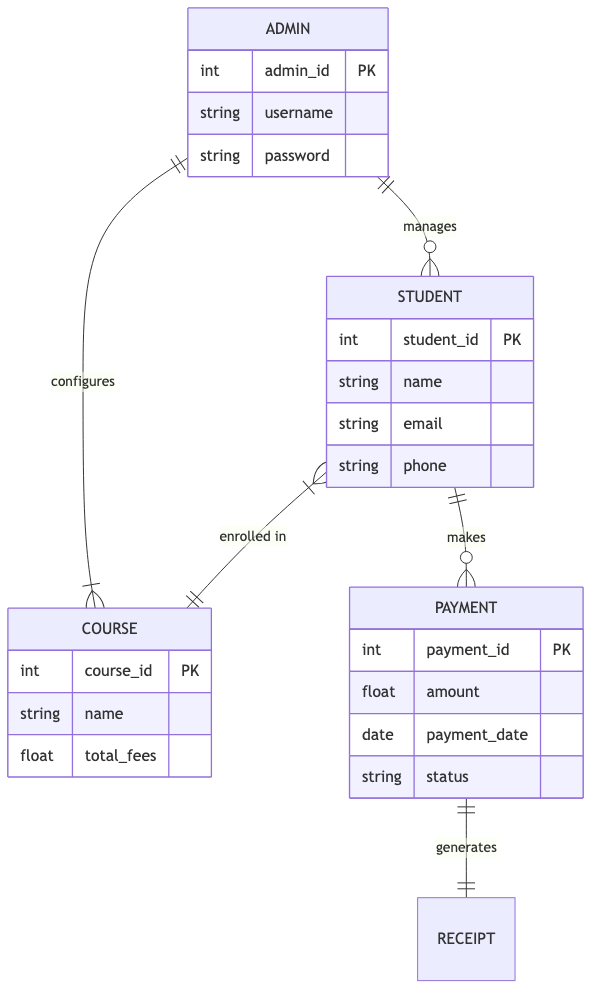 ADMIN
int admin_id PK
string username
string password
manages
STUDENT
int student_id PK
string name
string email
string phone
configures
enrolled in
makes
COURSE
int course_id PK
string name
float total_fees
PAYMENT
int payment_id PK
float amount
date payment_date
string status
generates
RECEIPT